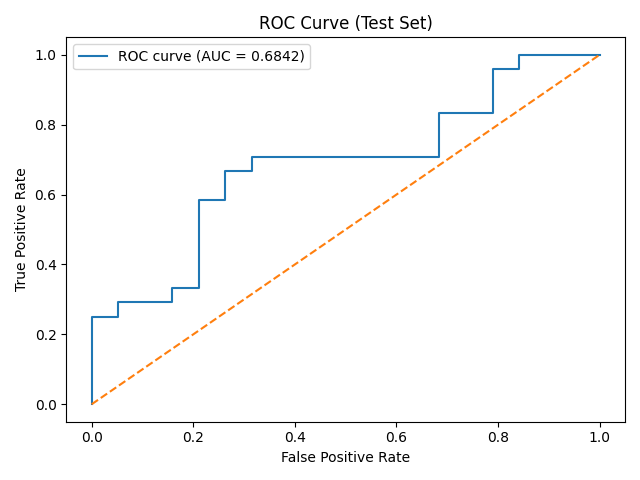 ROC Curve (Test Set)
ROC curve (AUC = 0.6842)
1.0
0.8
0.6
0.4
0.2
0.0
True Positive Rate
0.0 0.2 0.4 0.6 0.8 1.0
False Positive Rate